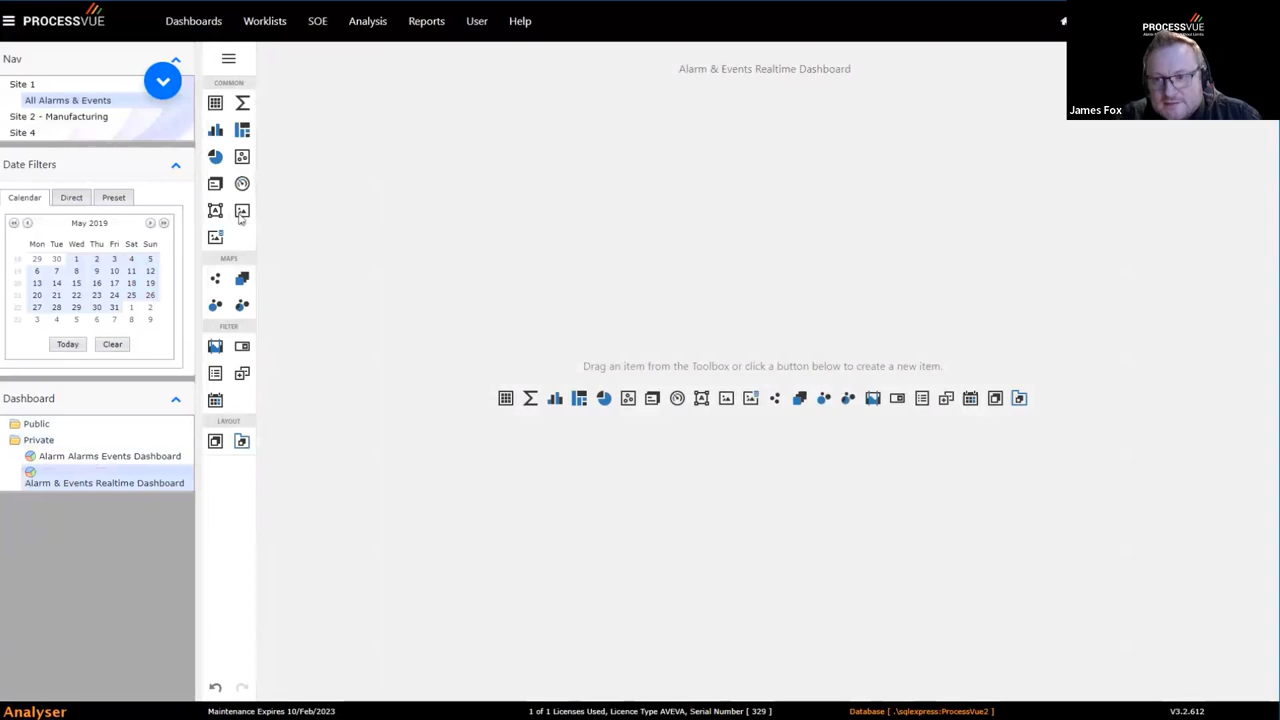 PROCESSVUE
Dashboards
Worklists
SOE
Analysis
Reports
User
Help
PROCESSVUE
James Fox
Nav
Site 1
All Alarms & Events
Site 2 - Manufacturing
Site 4
Date Filters
Calendar
Direct
Preset
May 2019
Mon Tue Wed Thu Fri Sat Sun
18 29 30 1 2 3 4 5
19 6 7 8 9 10 11 12
20 13 14 15 16 17 18 19
21 20 21 22 23 24 25 26
22 27 28 29 30 31 1 2
3 4 5 6 7 8 9
Today
Clear
Dashboard
Public
Private
Alarm Alarms Events Dashboard
Alarm & Events Realtime Dashboard
COMMON
MAPS
FILTER
LAYOUT
Alarm & Events Realtime Dashboard
Drag an item from the Toolbox or click a button below to create a new item.
Analyser
Maintenance Expires 10/Feb/2023
1 of 1 Licenses Used, Licence Type AVEVA, Serial Number [ 329 ]
Database [ .\sqlexpress:ProcessVue2 ]
V3.2.612